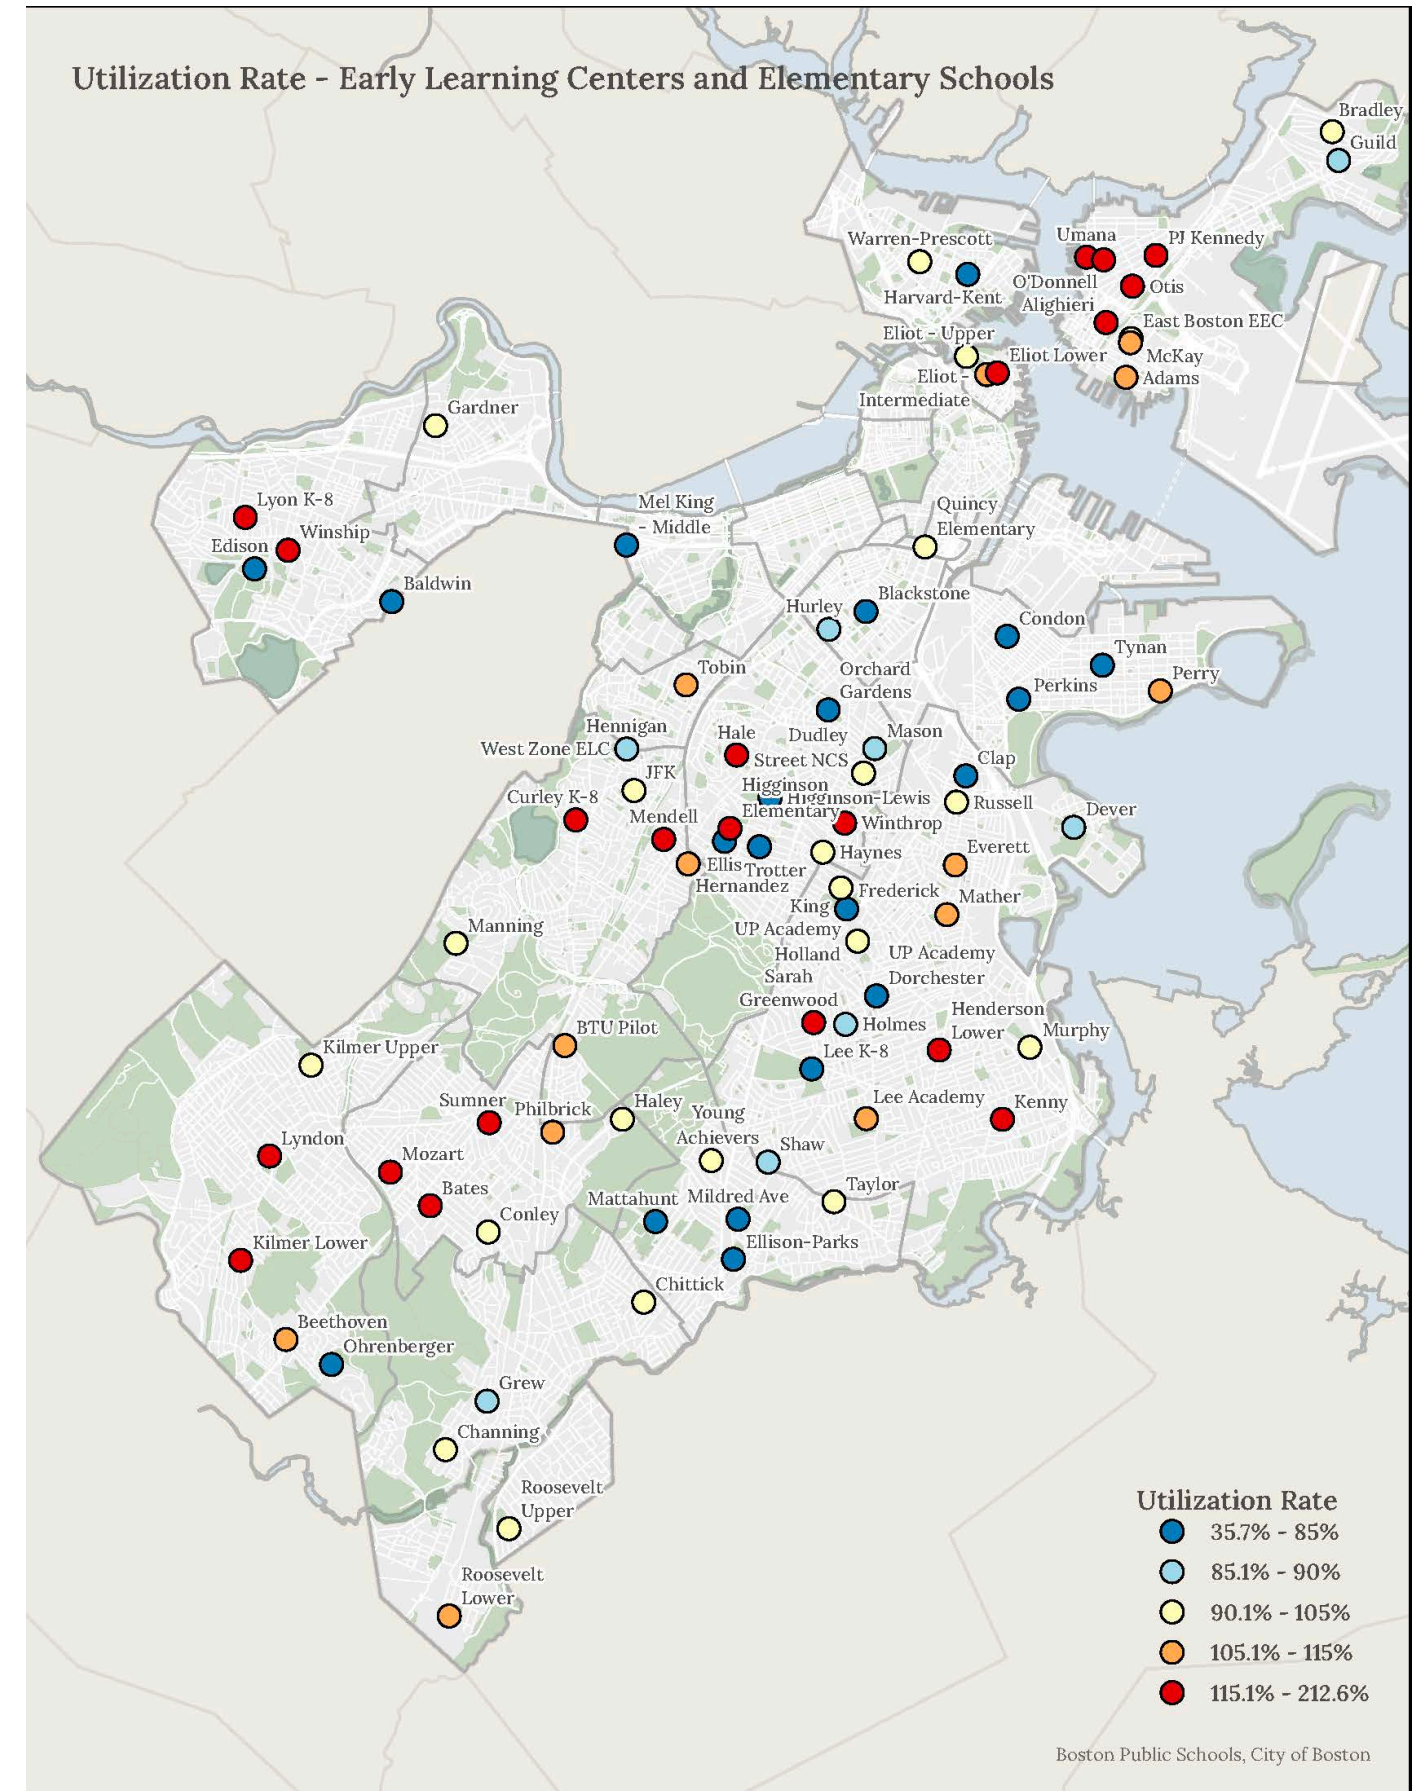 Utilization Rate - Early Learning Centers and Elementary Schools
Bradley
Guild
Warren-Prescott
Harvard-Kent
Umana
PJ Kennedy
O'Donnell
Otis
Alighieri
East Boston EEC
McKay
Adams
Eliot - Upper
Eliot Lower
Eliot -
Intermediate
Gardner
Lyon K-8
Winship
Edison
Baldwin
Mel King
- Middle
Quincy
Elementary
Blackstone
Hurley
Condon
Tynan
Perry
Perkins
Tobin
Orchard
Gardens
Hennigan
West Zone ELC
Hale
Dudley
Street NCS
Mason
Clap
JFK
Higginson
Elementary
Higginson-Lewis
Russell
Dever
Curley K-8
Mendell
Winthrop
Haynes
Everett
Ellis
Trotter
Hernandez
Frederick
King
Mather
Manning
UP Academy
Holland
UP Academy
Dorchester
Sarah
Greenwood
Holmes
Henderson
Lower
Murphy
BTU Pilot
Lee K-8
Kilmer Upper
Lee Academy
Kenny
Sumner
Philbrick
Haley
Young
Achievers
Shaw
Lyndon
Mozart
Bates
Conley
Mattahunt
Mildred Ave
Taylor
Ellison-Parks
Kilmer Lower
Chittick
Beethoven
Ohrenberger
Grew
Channing
Roosevelt
Upper
Roosevelt
Lower
Utilization Rate
35.7% - 85%
85.1% - 90%
90.1% - 105%
105.1% - 115%
115.1% - 212.6%
Boston Public Schools, City of Boston